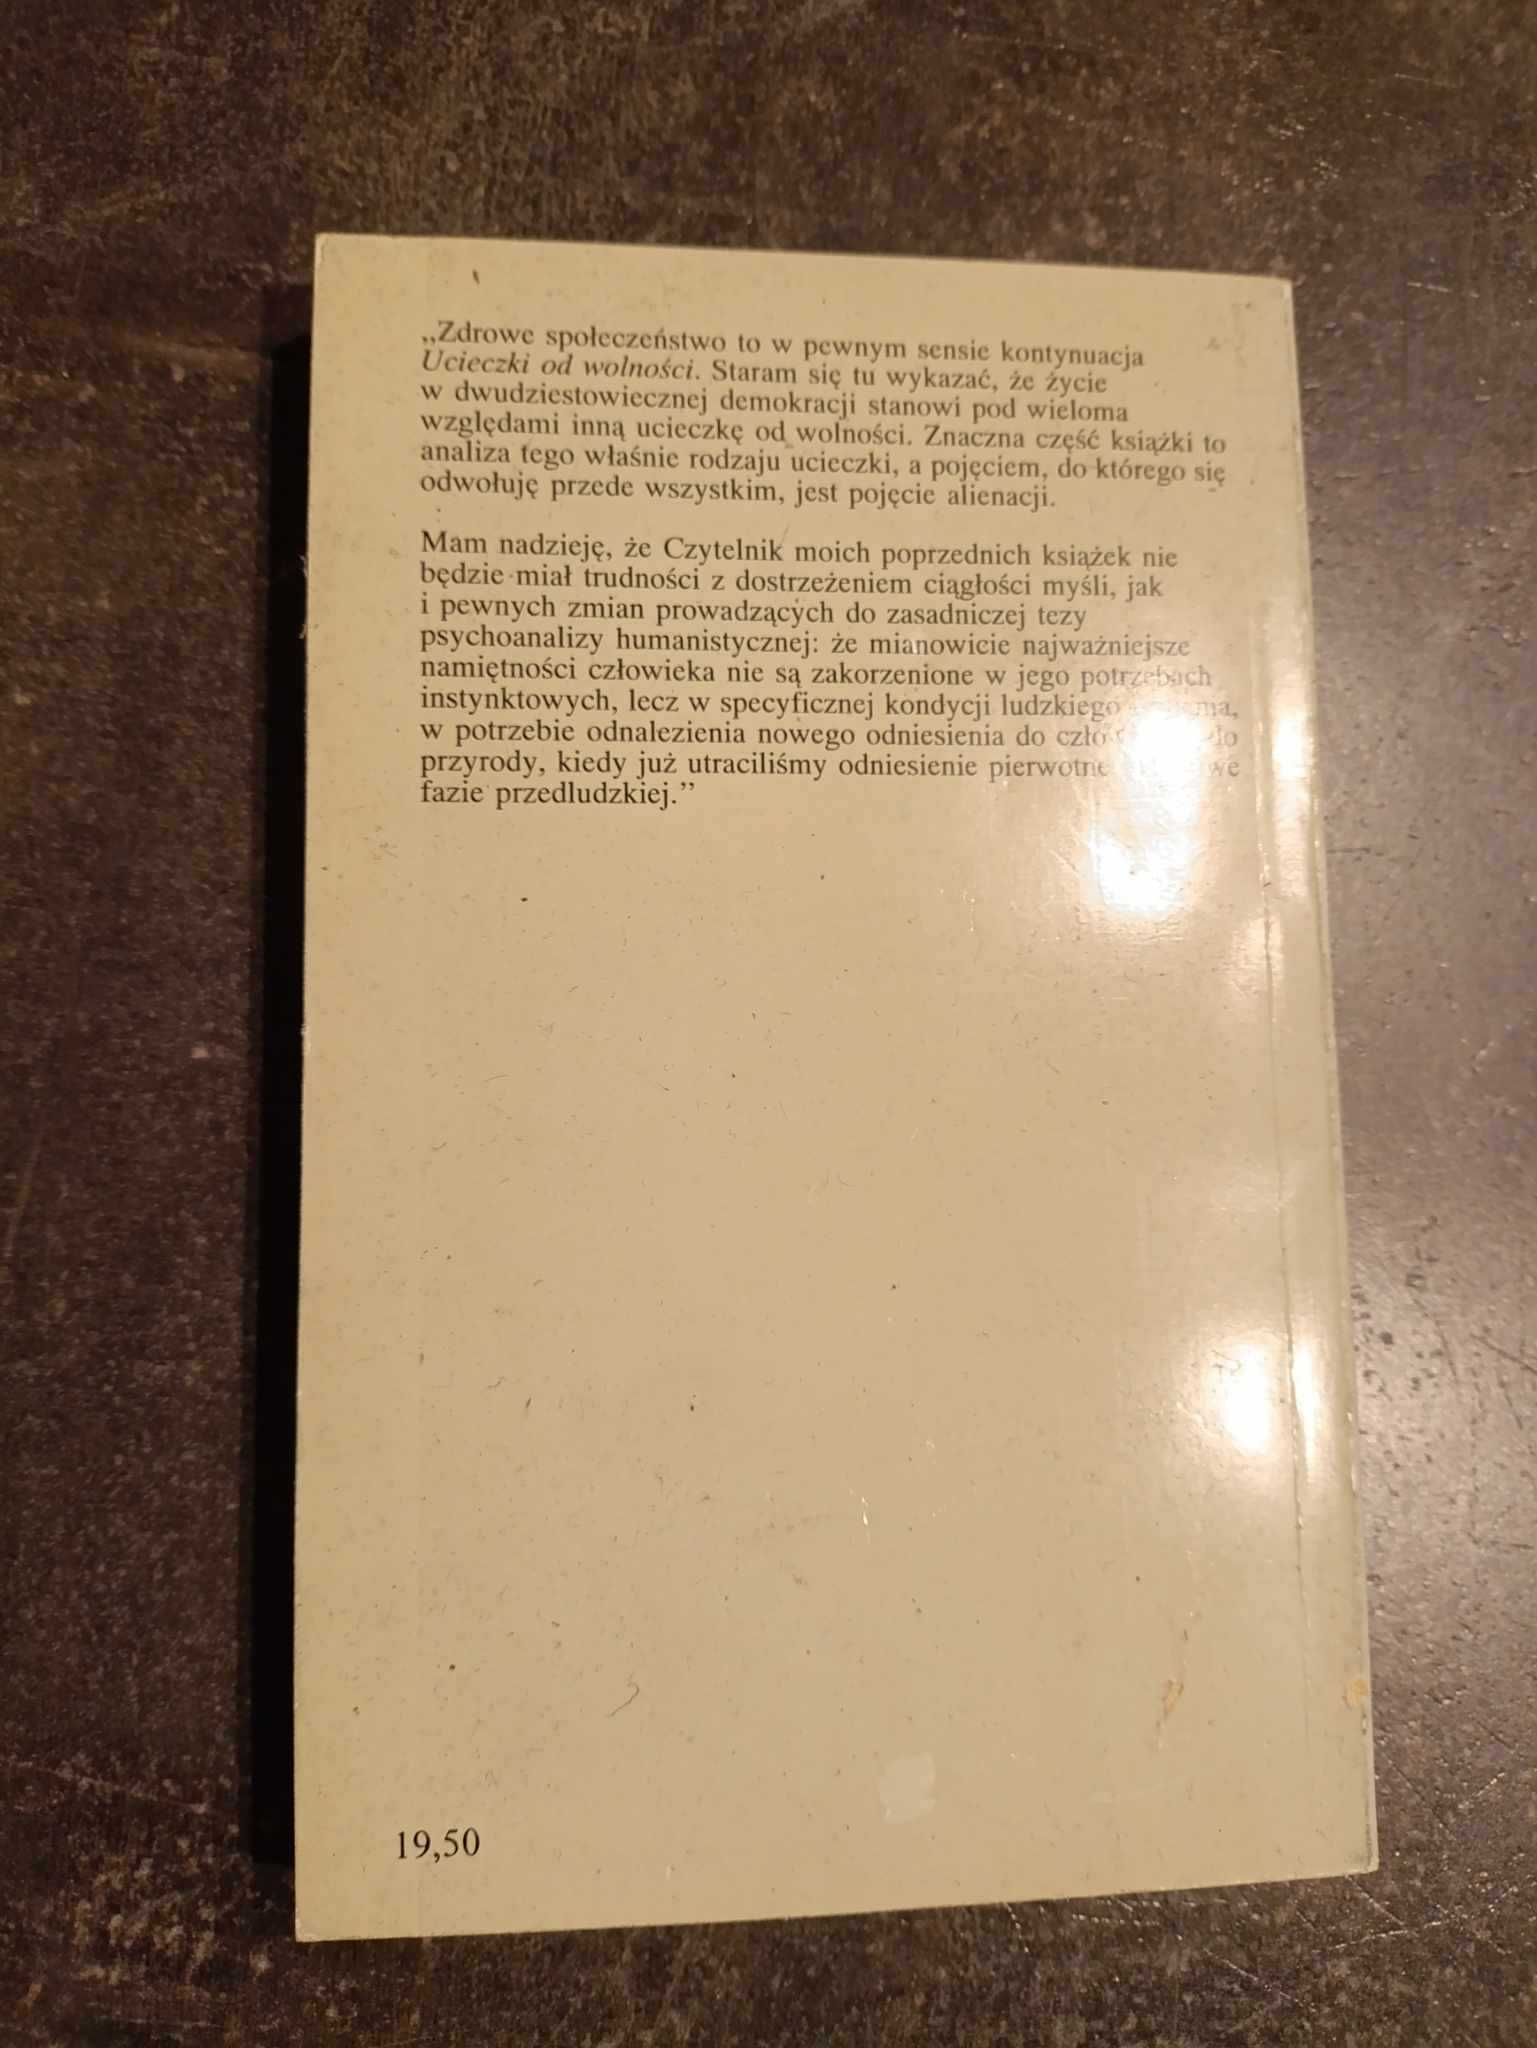 „Zdrowe społeczeństwo to w pewnym sensie kontynuacja
Ucieczki od wolności. Staram się tu wykazać, że życie
w dwudziestowiecznej demokracji stanowi pod wieloma
względami inną ucieczkę od wolności. Znaczna część książki to
analiza tego właśnie rodzaju ucieczki, a pojęciem, do którego się
odwołuję przede wszystkim, jest pojęcie alienacji.
Mam nadzieję, że Czytelnik moich poprzednich książek nie
będzie miał trudności z dostrzeżeniem ciągłości myśli, jak
i pewnych zmian prowadzących do zasadniczej tezy
psychoanalizy humanistycznej: że mianowicie najważniejsze
namiętności człowieka nie są zakorzenione w jego potrzebach
instynktowych, lecz w specyficznej kondycji ludzkiego
w potrzebie odnalezienia nowego odniesienia do do
przyrody, kiedy już utraciliśmy odniesienie
fazie przedludzkiej.”
19,50